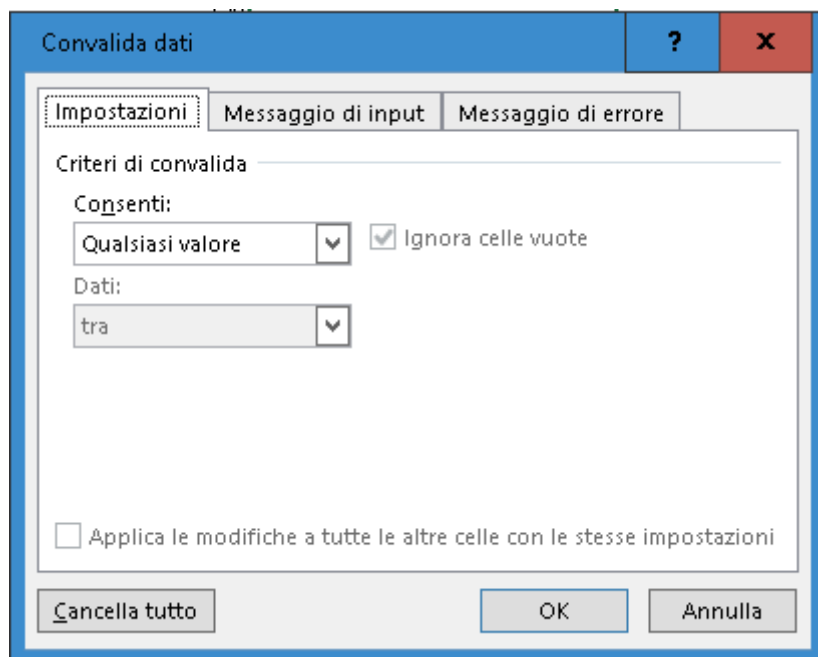 Convalida dati ? x
Impostazioni Messaggio di input Messaggio di errore
Criteri di convalida
Consenti:
Qualsiasi valore Ignora celle vuote
Dati:
tra
Applica le modifiche a tutte le altre celle con le stesse impostazioni
Cancella tutto OK Annulla